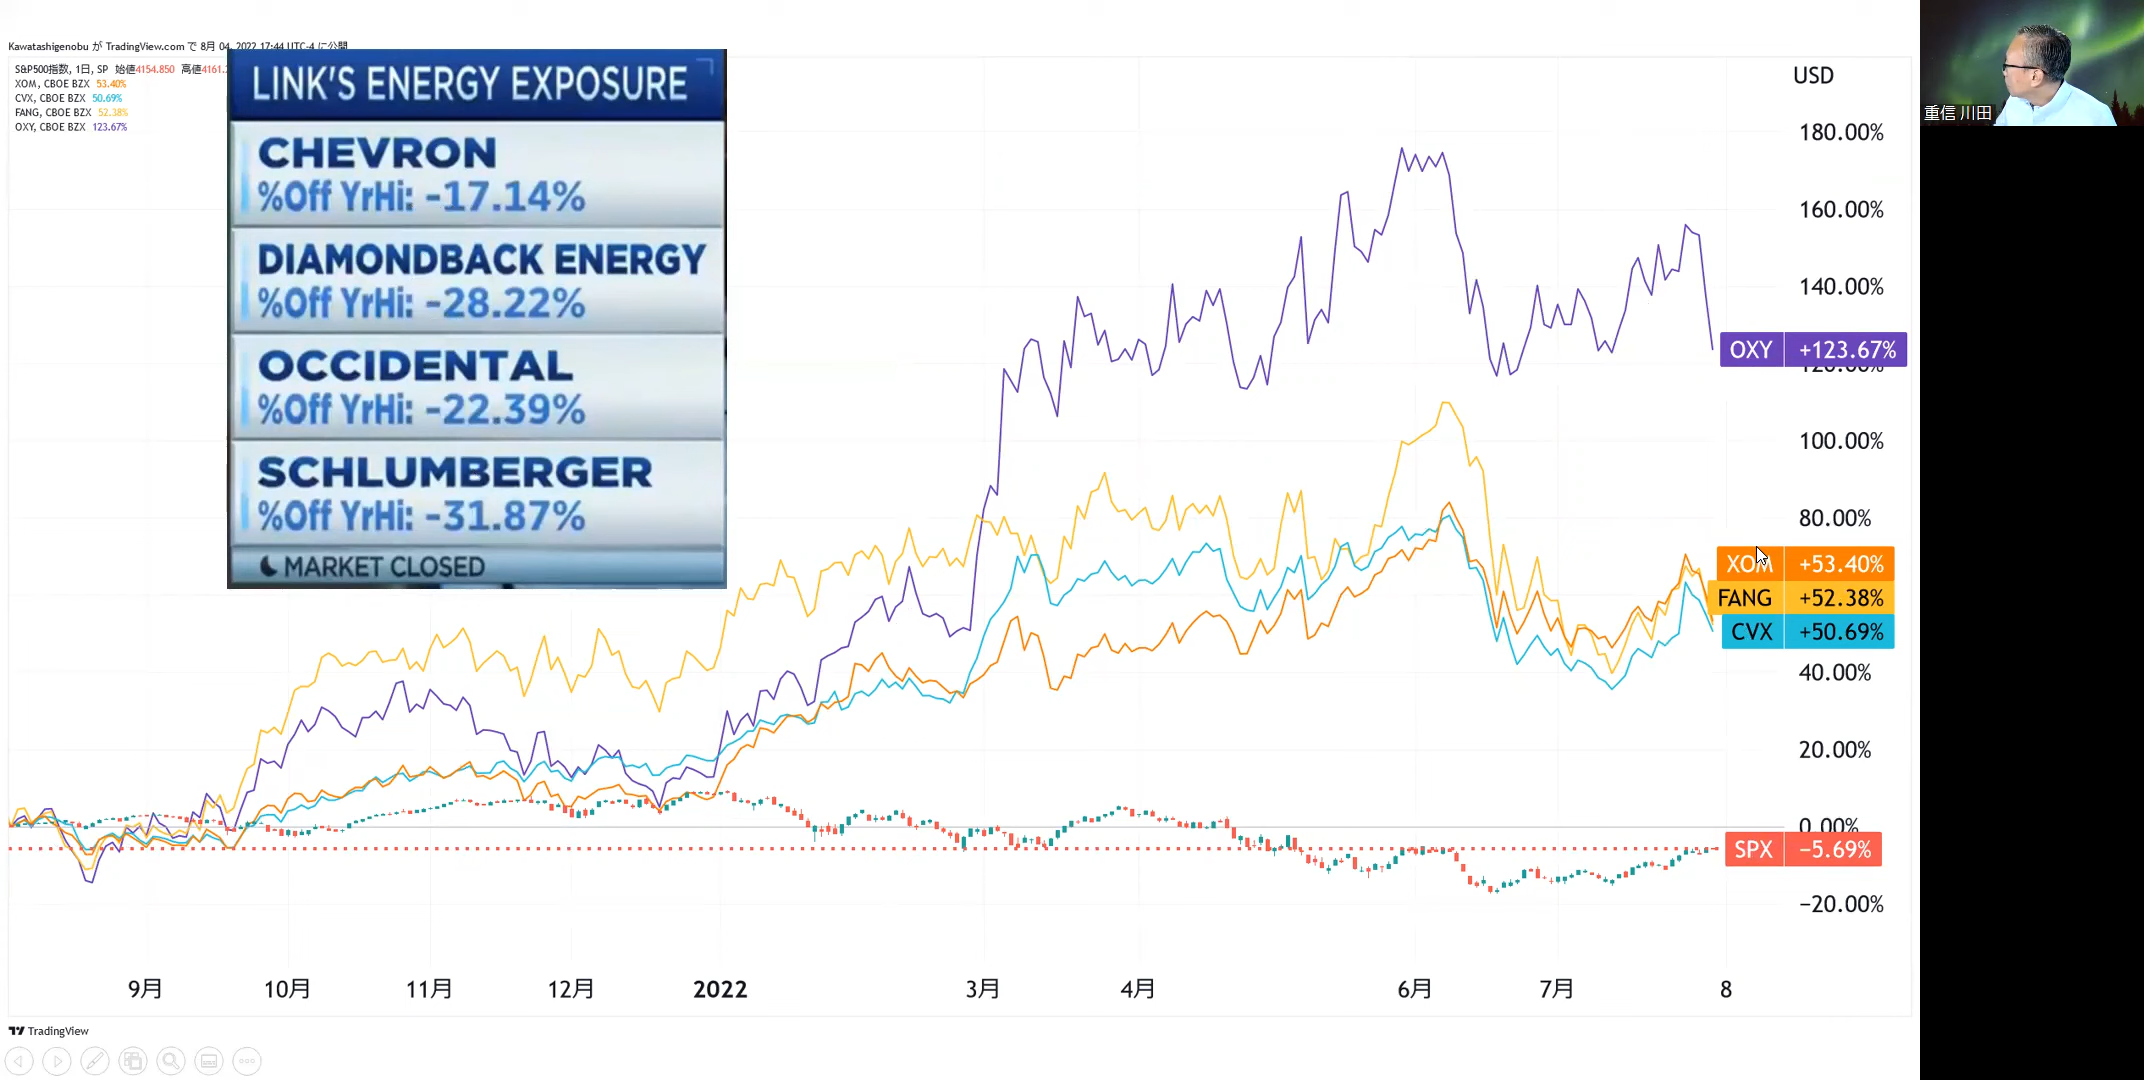 Kawatashigenobu が TradingView.com で 8月 04, 2022 17:44 UTC-4 に公開
S&P500指数, 1日, SP 始値4154.850 高値4161.
XOM, CBOE BZX 53.40%
CVX, CBOE BZX 50.69%
FANG, CBOE BZX 52.38%
OXY, CBOE BZX 123.67%
LINK'S ENERGY EXPOSURE
CHEVRON
%Off YrHi: -17.14%
DIAMONDBACK ENERGY
%Off YrHi: -28.22%
OCCIDENTAL
%Off YrHi: -22.39%
SCHLUMBERGER
%Off YrHi: -31.87%
MARKET CLOSED
USD
180.00%
160.00%
140.00%
OXY +123.67%
120.00%
100.00%
80.00%
XOM +53.40%
FANG +52.38%
CVX +50.69%
40.00%
20.00%
0.00%
SPX −5.69%
−20.00%
9月 10月 11月 12月 2022 3月 4月 6月 7月 8
TradingView
重信 川田